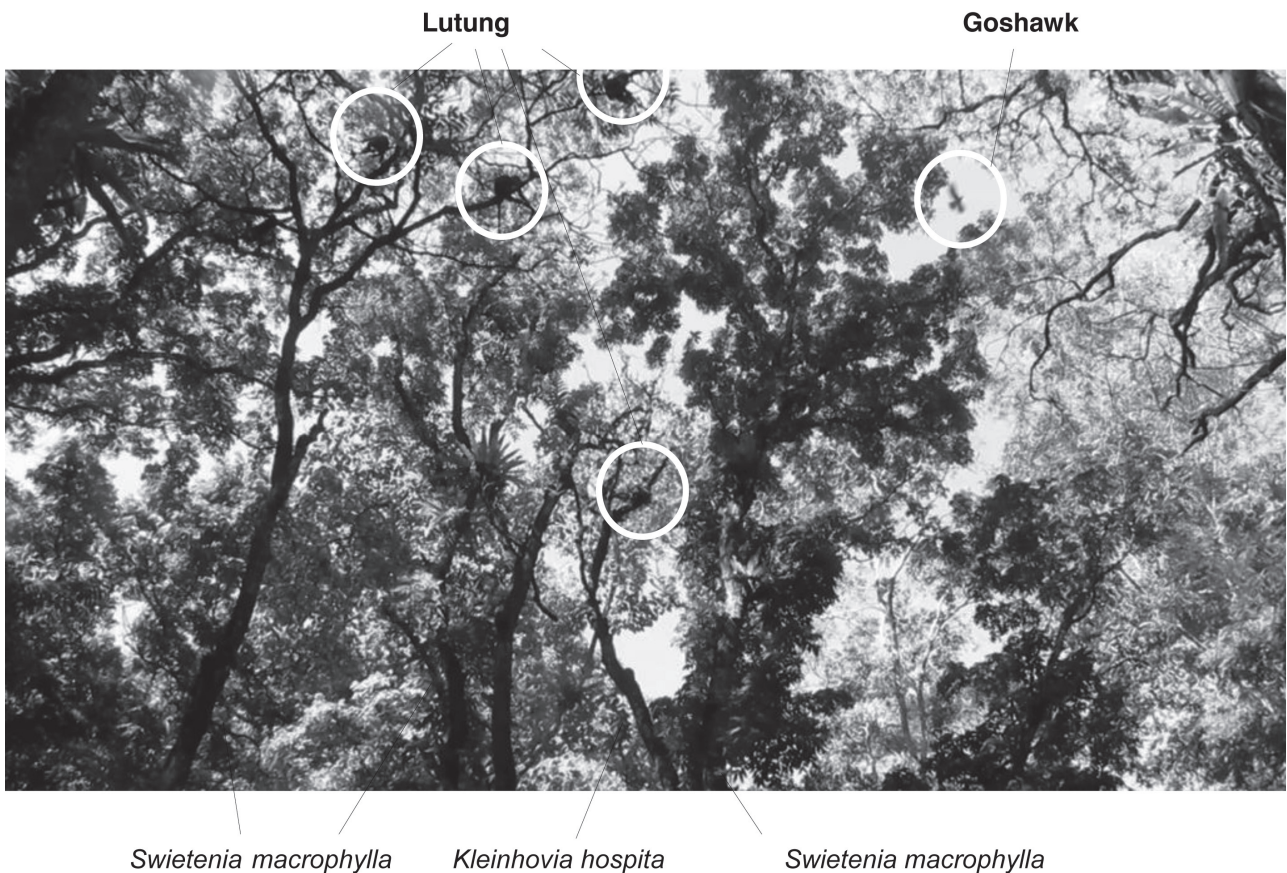 Lutung
Goshawk
Swietenia macrophylla
Kleinhovia hospita
Swietenia macrophylla